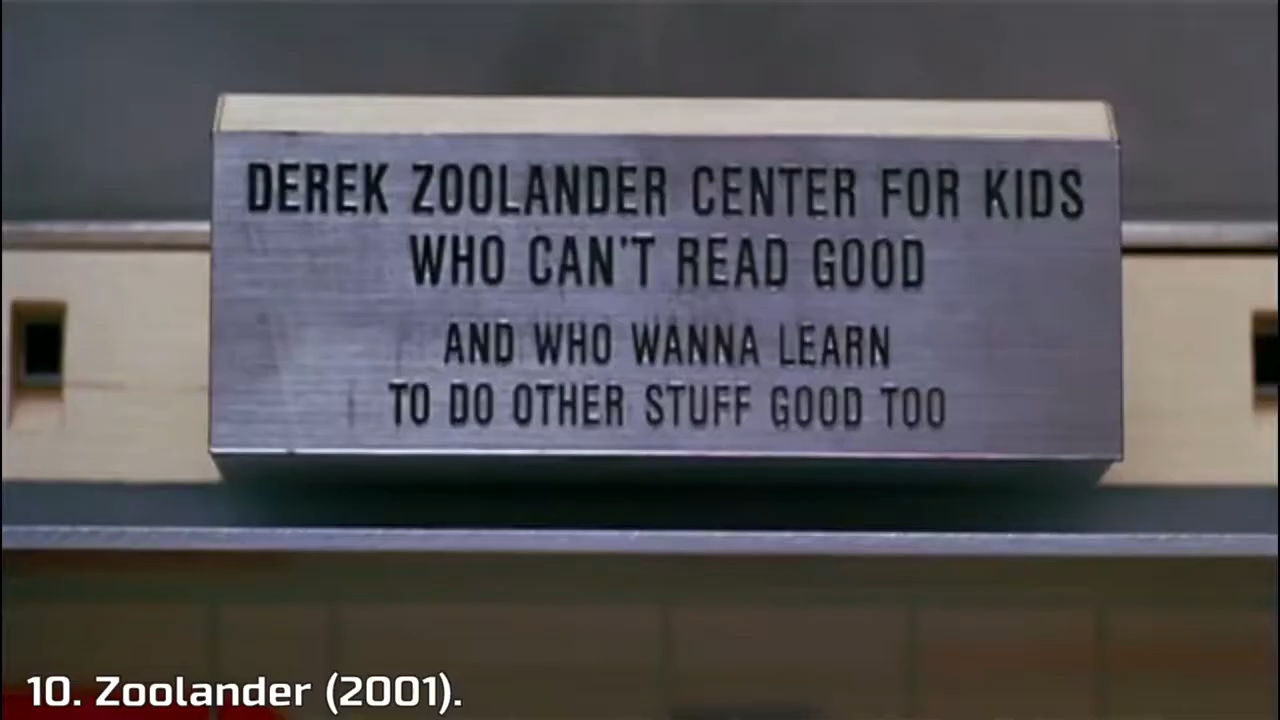 DEREK ZOOLANDER CENTER FOR KIDS
WHO CAN'T READ GOOD
AND WHO WANNA LEARN
TO DO OTHER STUFF GOOD TOO
10. Zoolander (2001).